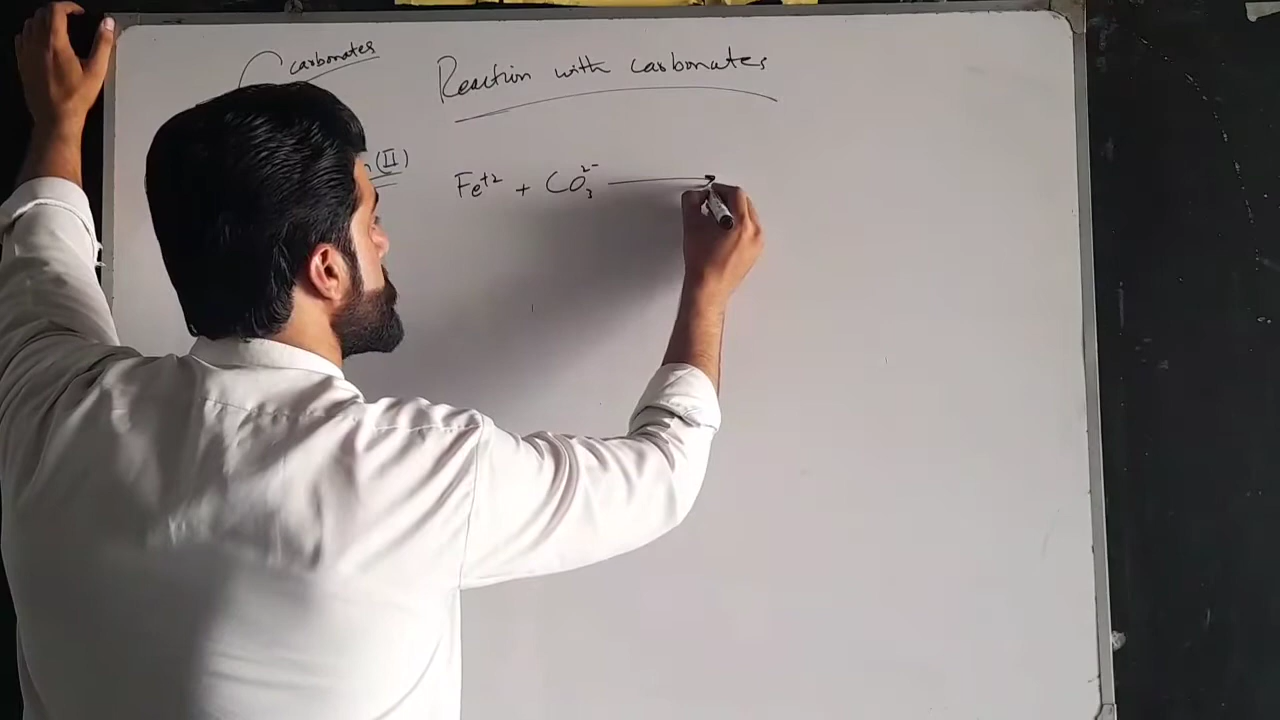 carbonates
Reaction with carbonates
(II)
Fe⁺² + CO₃²⁻ →